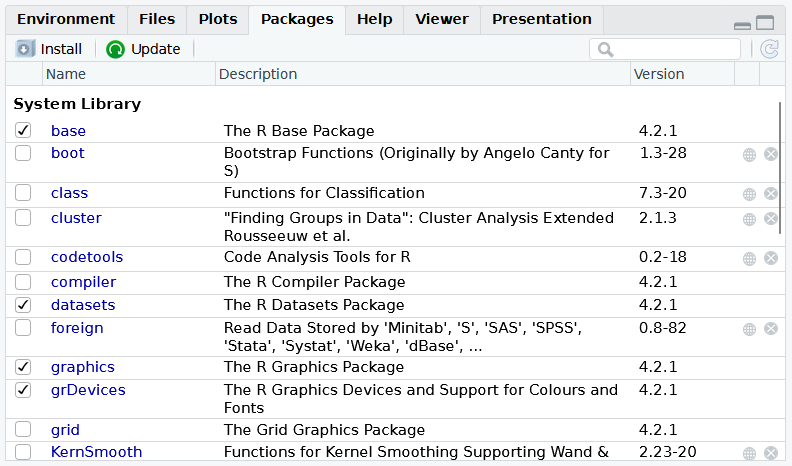 Environment Files Plots Packages Help Viewer Presentation
Install Update
Name Description Version
System Library
base The R Base Package 4.2.1
boot Bootstrap Functions (Originally by Angelo Canty for 1.3-28
S)
class Functions for Classification 7.3-20
cluster "Finding Groups in Data": Cluster Analysis Extended 2.1.3
Rousseeuw et al.
codetools Code Analysis Tools for R 0.2-18
compiler The R Compiler Package 4.2.1
datasets The R Datasets Package 4.2.1
foreign Read Data Stored by 'Minitab', 'S', 'SAS', 'SPSS', 0.8-82
'Stata', 'Systat', 'Weka', 'dBase', ...
graphics The R Graphics Package 4.2.1
grDevices The R Graphics Devices and Support for Colours and 4.2.1
Fonts
grid The Grid Graphics Package 4.2.1
KernSmooth Functions for Kernel Smoothing Supporting Wand & 2.23-20